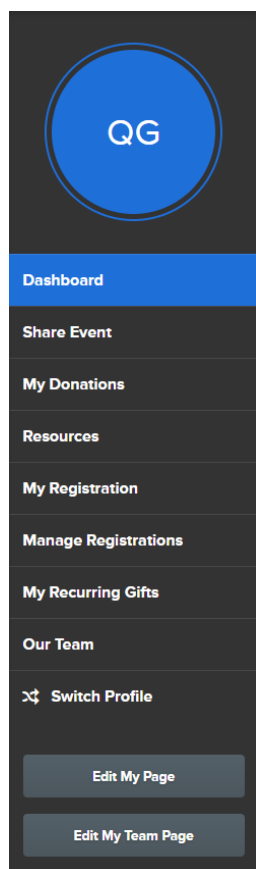 QG
Dashboard
Share Event
My Donations
Resources
My Registration
Manage Registrations
My Recurring Gifts
Our Team
Switch Profile
Edit My Page
Edit My Team Page